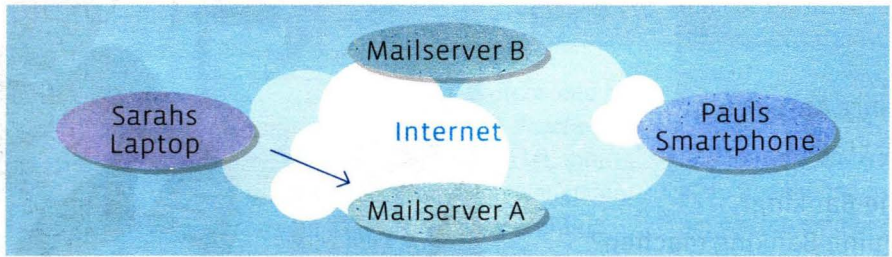 Mailserver B
Sarahs
Laptop
Internet
Pauls
Smartphone
Mailserver A